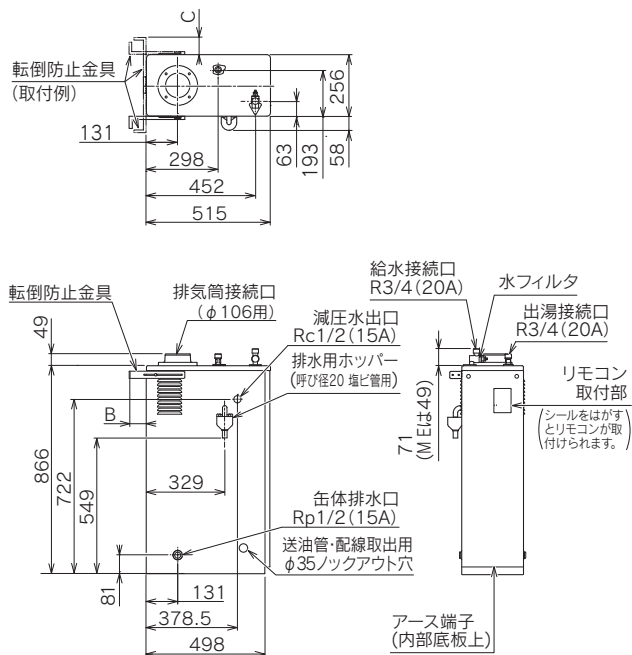 C
転倒防止金具
(取付例)
131
298
452
515
63
193
58
256
転倒防止金具
排気筒接続口
(φ106用)
減圧水出口
Rc1/2(15A)
排水用ホッパー
(呼び径20 塩ビ管用)
49
B
866
722
549
81
329
缶体排水口
Rp1/2(15A)
送油管・配線取出用
φ35ノックアウト穴
131
378.5
498
給水接続口
R3/4(20A)
水フィルタ
出湯接続口
R3/4(20A)
リモコン
取付部
(シールをはがす
とリモコンが取
付けられます。)
71
(MEは49)
アース端子
(内部底板上)